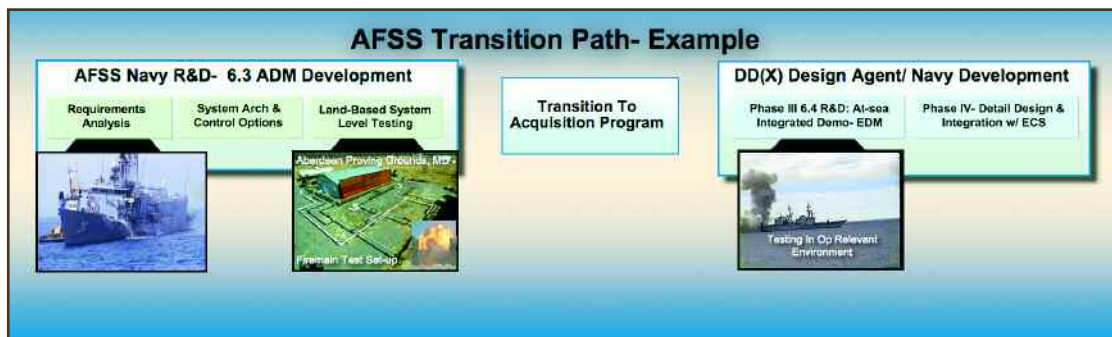 AFSS Transition Path- Example
AFSS Navy R&D- 6.3 ADM Development
Requirements
Analysis
System Arch &
Control Options
Land-Based System
Level Testing
Aberdeen Proving Grounds, MD
Firemain Test Set-up
Transition To
Acquisition Program
DD(X) Design Agent/ Navy Development
Phase III 6.4 R&D: At-sea
Integrated Demo- EDM
Phase IV- Detail Design &
Integration w/ ECS
Testing In Op Relevant
Environment